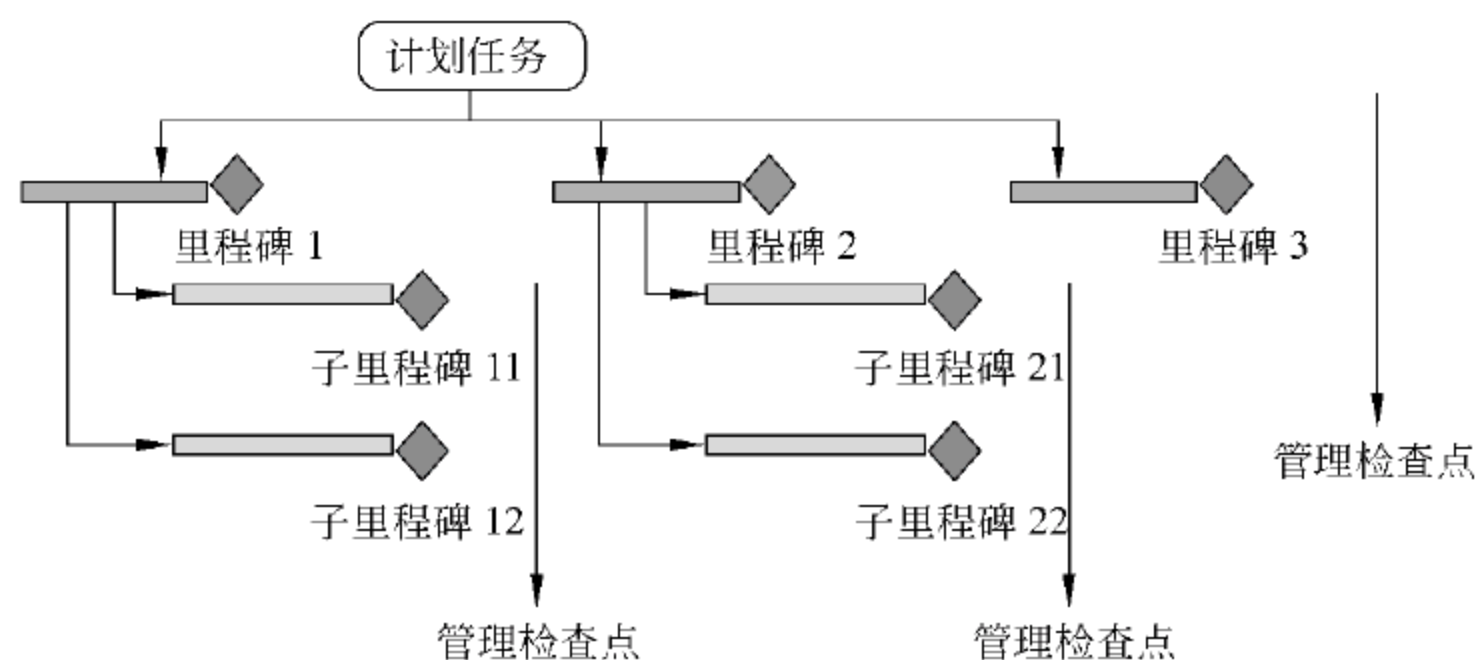 计划任务
里程碑 1
里程碑 2
里程碑 3
子里程碑 11
子里程碑 21
管理检查点
子里程碑 12
子里程碑 22
管理检查点
管理检查点